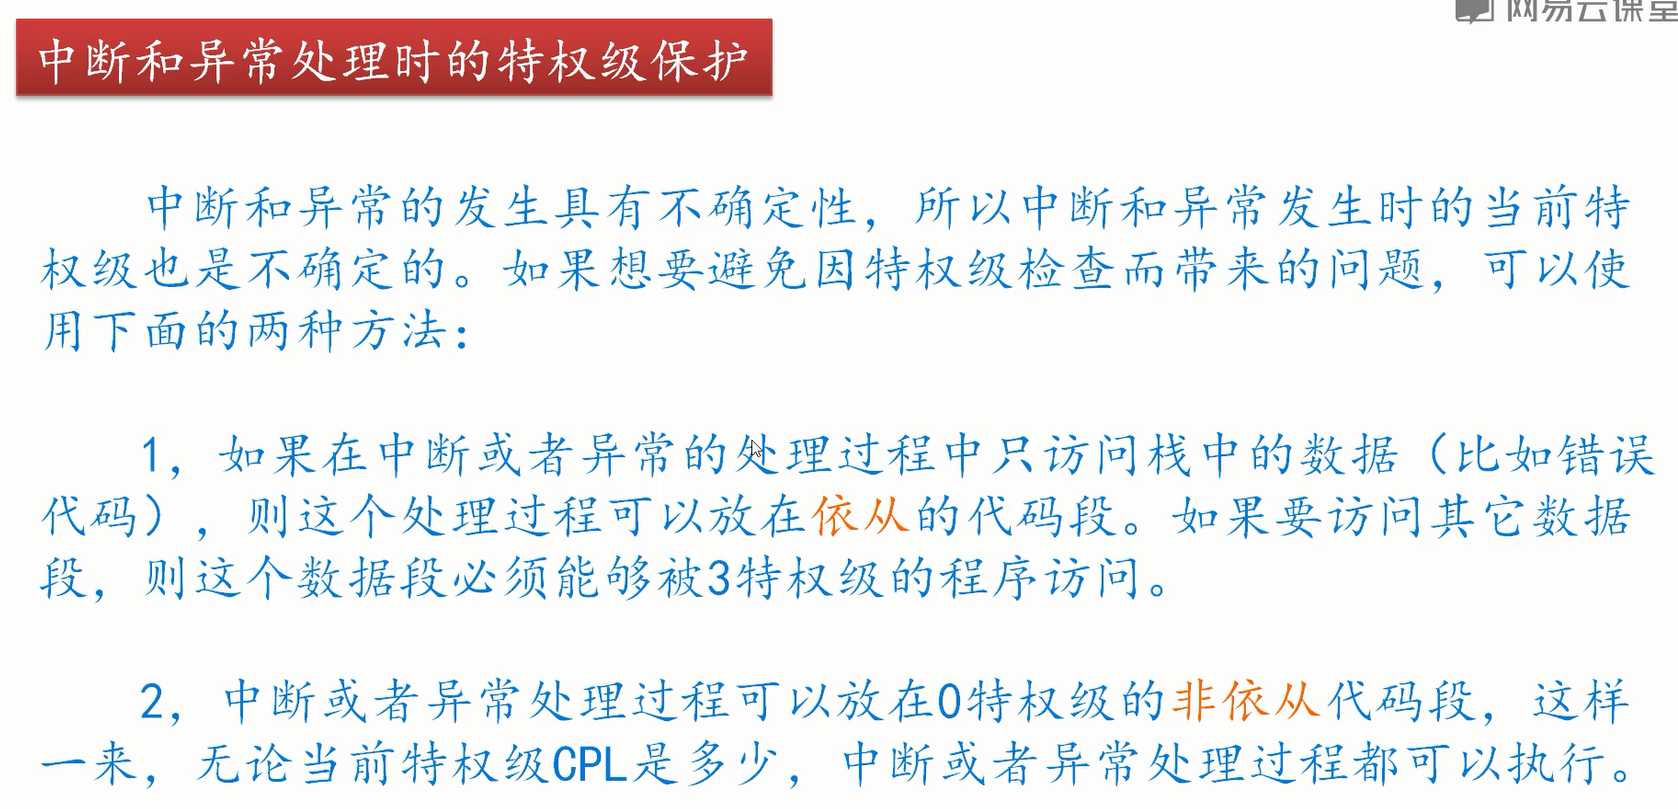 网易云课堂
中断和异常处理时的特权级保护
中断和异常的发生具有不确定性，所以中断和异常发生时的当前特
权级也是不确定的。如果想要避免因特权级检查而带来的问题，可以使
用下面的两种方法：
1，如果在中断或者异常的处理过程中只访问栈中的数据（比如错误
代码），则这个处理过程可以放在依从的代码段。如果要访问其它数据
段，则这个数据段必须能够被3特权级的程序访问。
2，中断或者异常处理过程可以放在0特权级的非依从代码段，这样
一来，无论当前特权级CPL是多少，中断或者异常处理过程都可以执行。